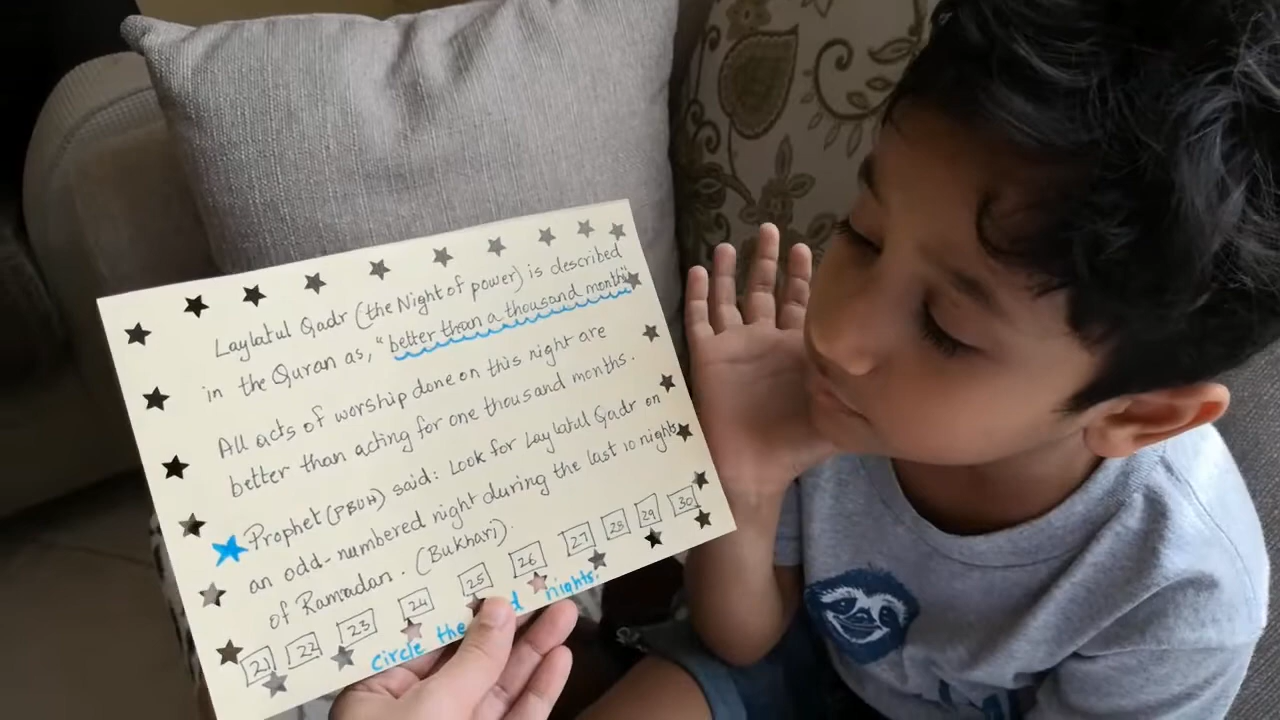 Laylatul Qadr (the Night of power) is described
in the Quran as, "better than a thousand months"
All acts of worship done on this night are
better than acting for one thousand months.
Prophet (PBUH) said: Look for Laylatul Qadr on
an odd-numbered night during the last 10 nights
of Ramadan. (Bukhari).
21 22 23 24 25 26 27 28 29 30
circle the nights.